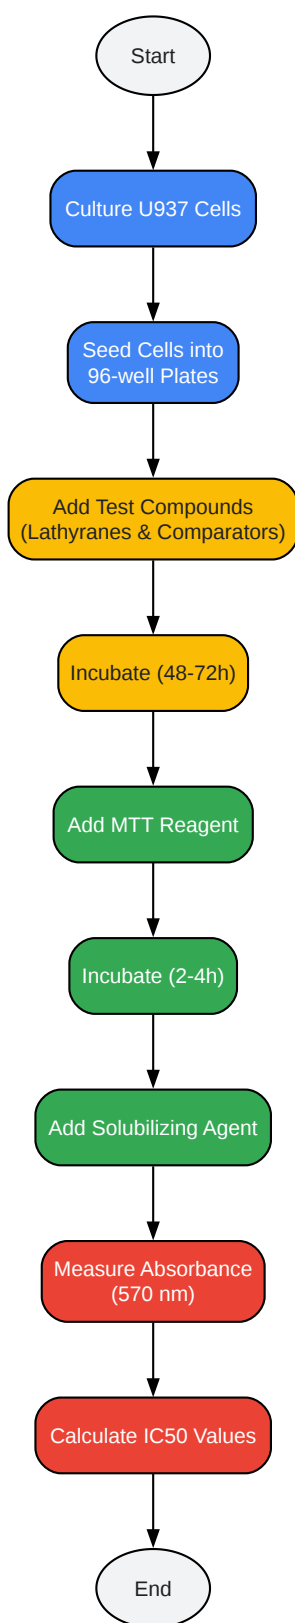 Start
Culture U937 Cells
Seed Cells into
96-well Plates
Add Test Compounds
(Lathyranes & Comparators)
Incubate (48-72h)
Add MTT Reagent
Incubate (2-4h)
Add Solubilizing Agent
Measure Absorbance
(570 nm)
Calculate IC50 Values
End